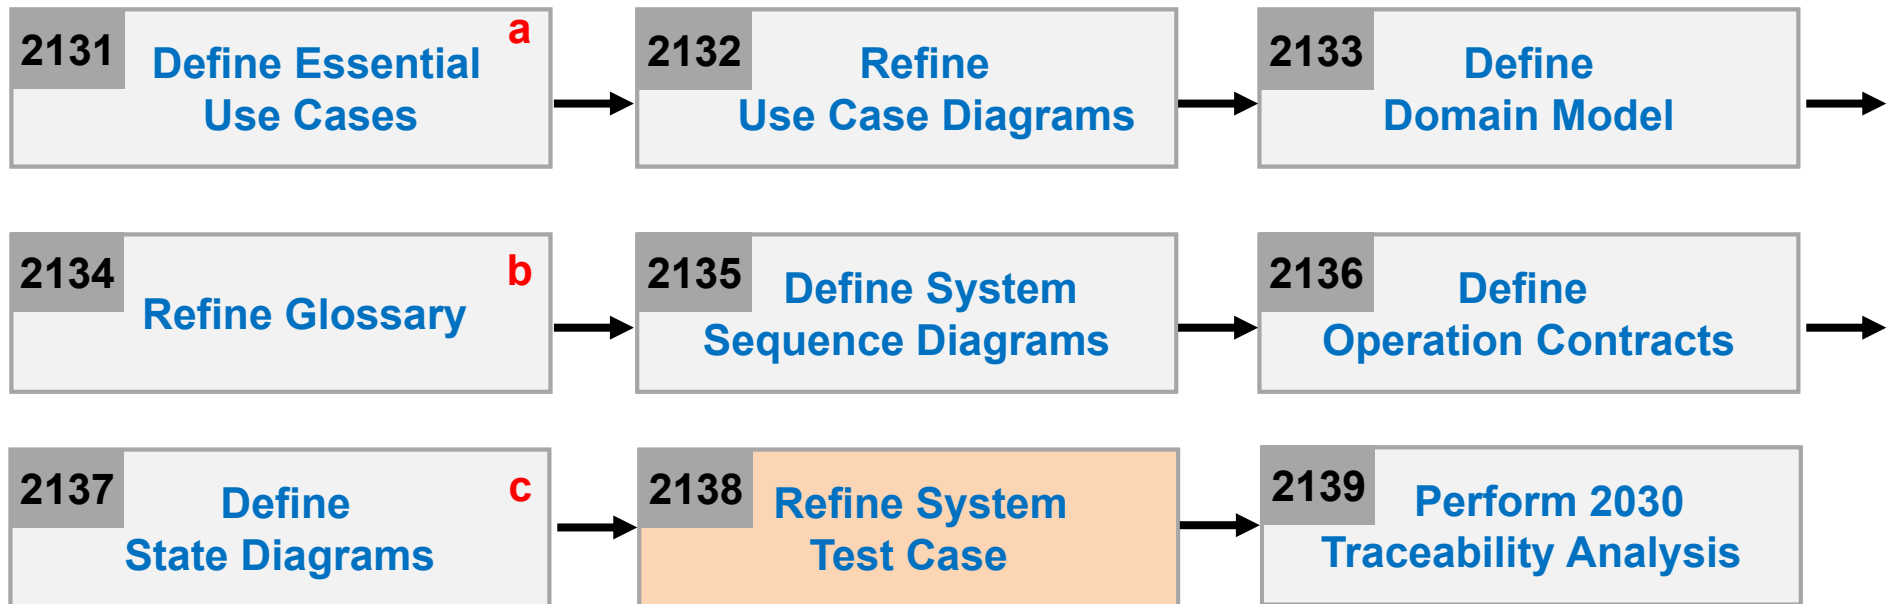 2131
a
Define Essential
Use Cases
2132
Refine
Use Case Diagrams
2133
Define
Domain Model
2134
b
Refine Glossary
2135
Define System
Sequence Diagrams
2136
Define
Operation Contracts
2137
c
Define
State Diagrams
2138
Refine System
Test Case
2139
Perform 2030
Traceability Analysis